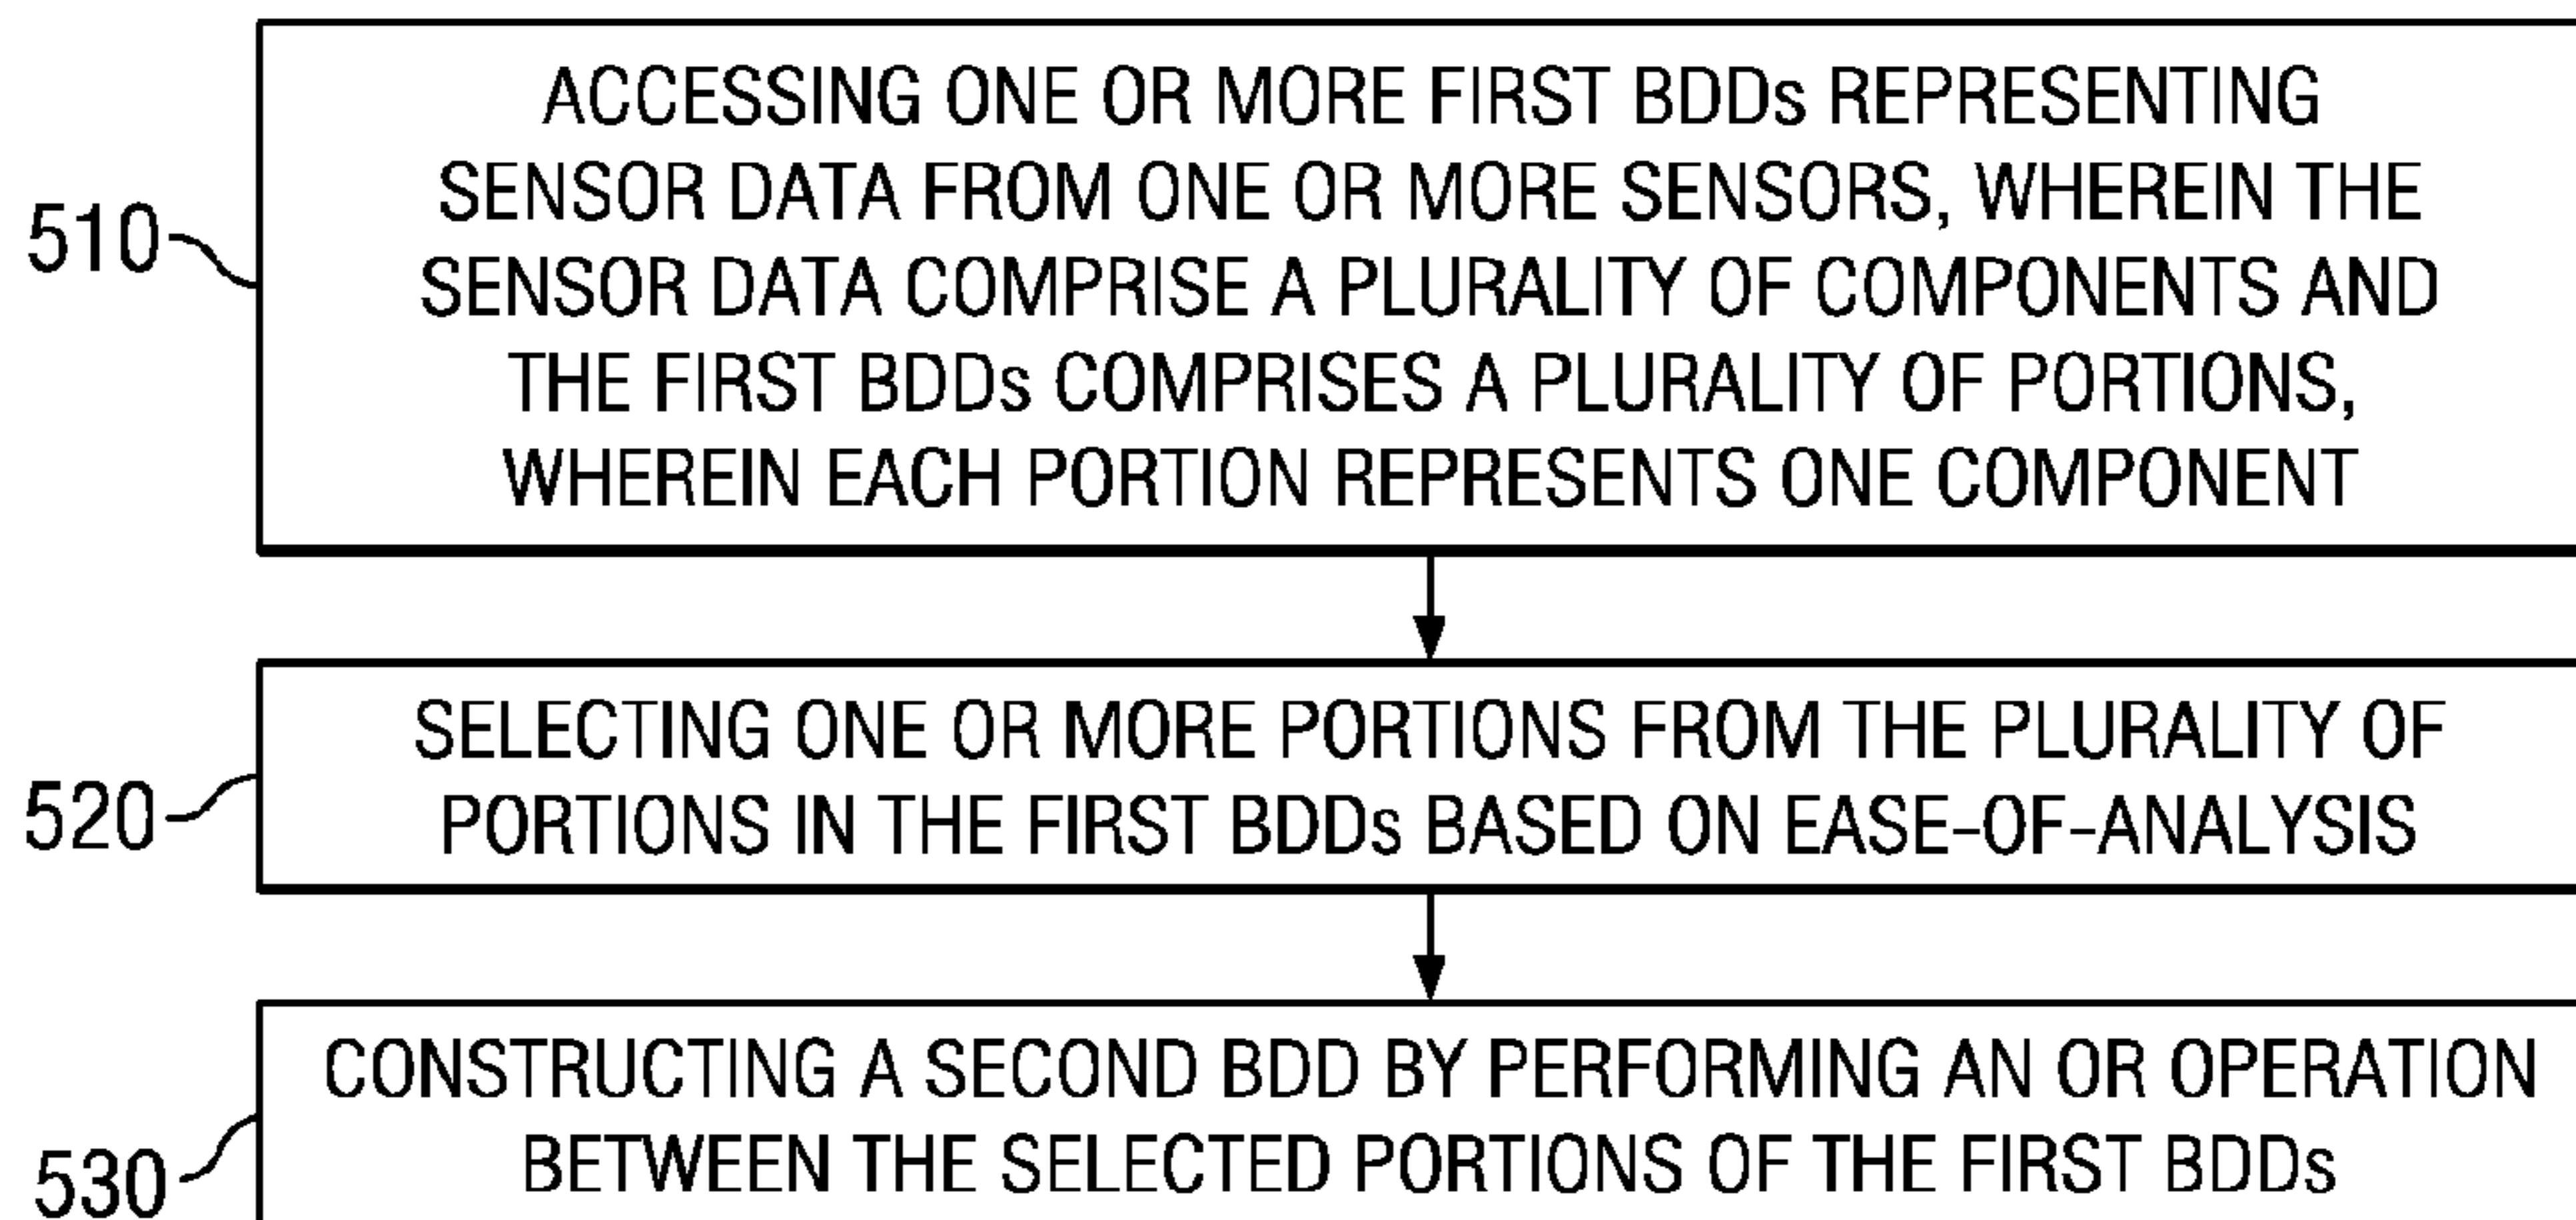 ACCESSING ONE OR MORE FIRST BDDs REPRESENTING
SENSOR DATA FROM ONE OR MORE SENSORS, WHEREIN THE
SENSOR DATA COMPRISE A PLURALITY OF COMPONENTS AND
THE FIRST BDDs COMPRISES A PLURALITY OF PORTIONS,
WHEREIN EACH PORTION REPRESENTS ONE COMPONENT
510
SELECTING ONE OR MORE PORTIONS FROM THE PLURALITY OF
PORTIONS IN THE FIRST BDDs BASED ON EASE-OF-ANALYSIS
520
CONSTRUCTING A SECOND BDD BY PERFORMING AN OR OPERATION
BETWEEN THE SELECTED PORTIONS OF THE FIRST BDDs
530